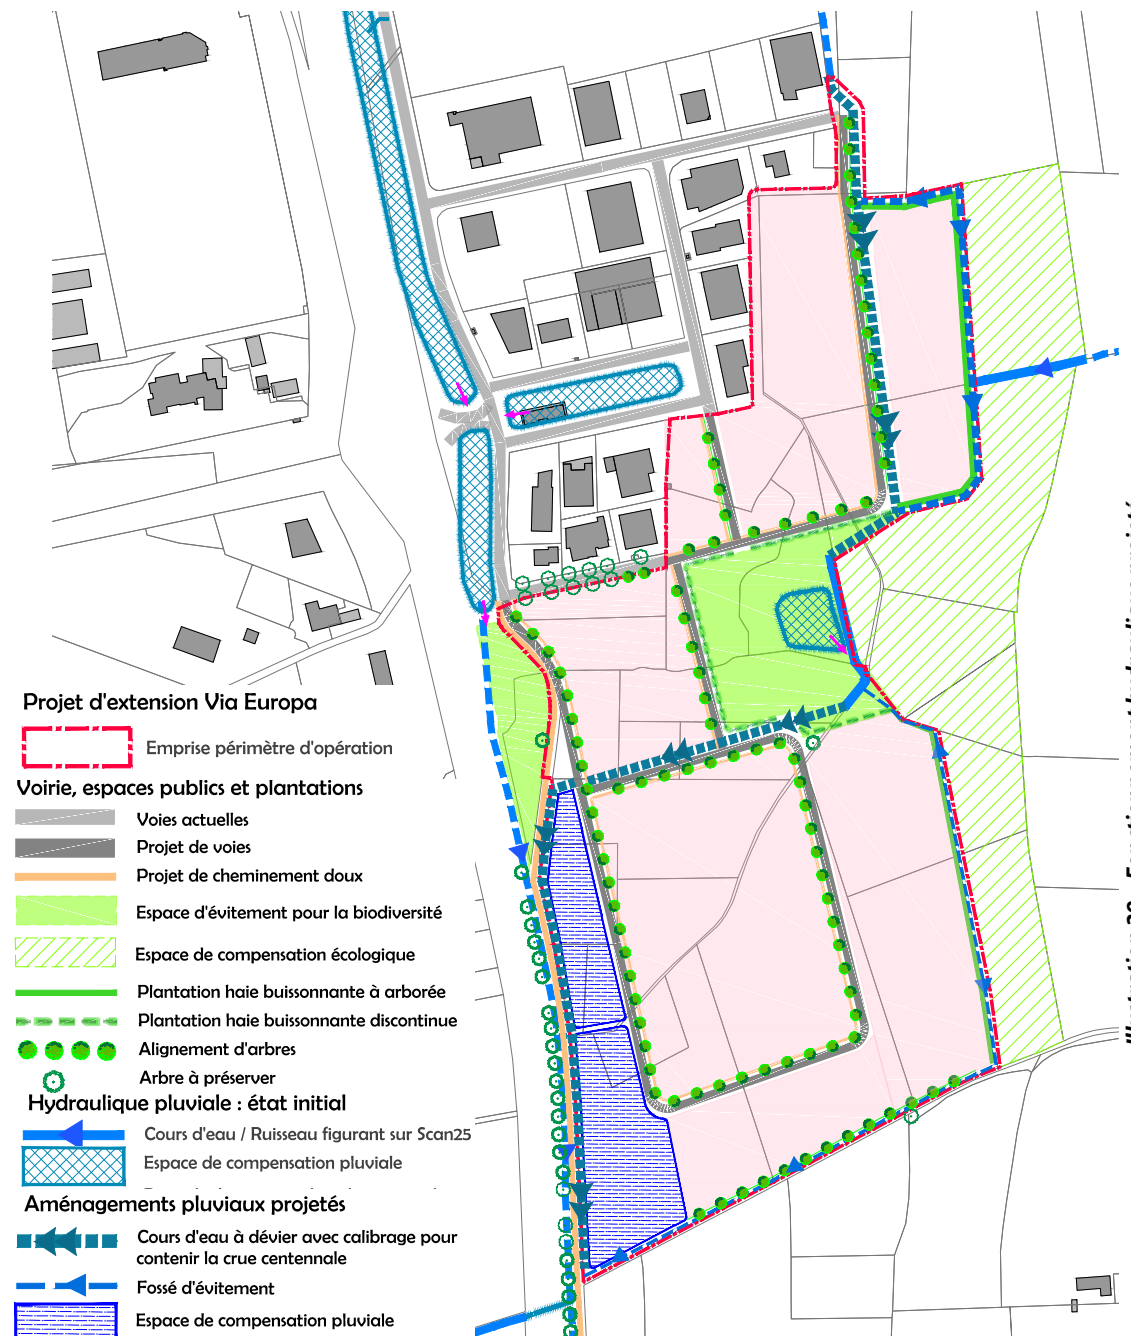 Projet d'extension Via Europa
Emprise périmètre d'opération
Voirie, espaces publics et plantations
Voies actuelles
Projet de voies
Projet de cheminement doux
Espace d'évitement pour la biodiversité
Espace de compensation écologique
Plantation haie buissonnante à arborée
Plantation haie buissonnante discontinue
Alignement d'arbres
Arbre à préserver
Hydraulique pluviale : état initial
Cours d'eau / Ruisseau figurant sur Scan25
Espace de compensation pluviale
Aménagements pluviaux projetés
Cours d'eau à dévier avec calibrage pour
contenir la crue centennale
Fossé d'évitement
Espace de compensation pluviale